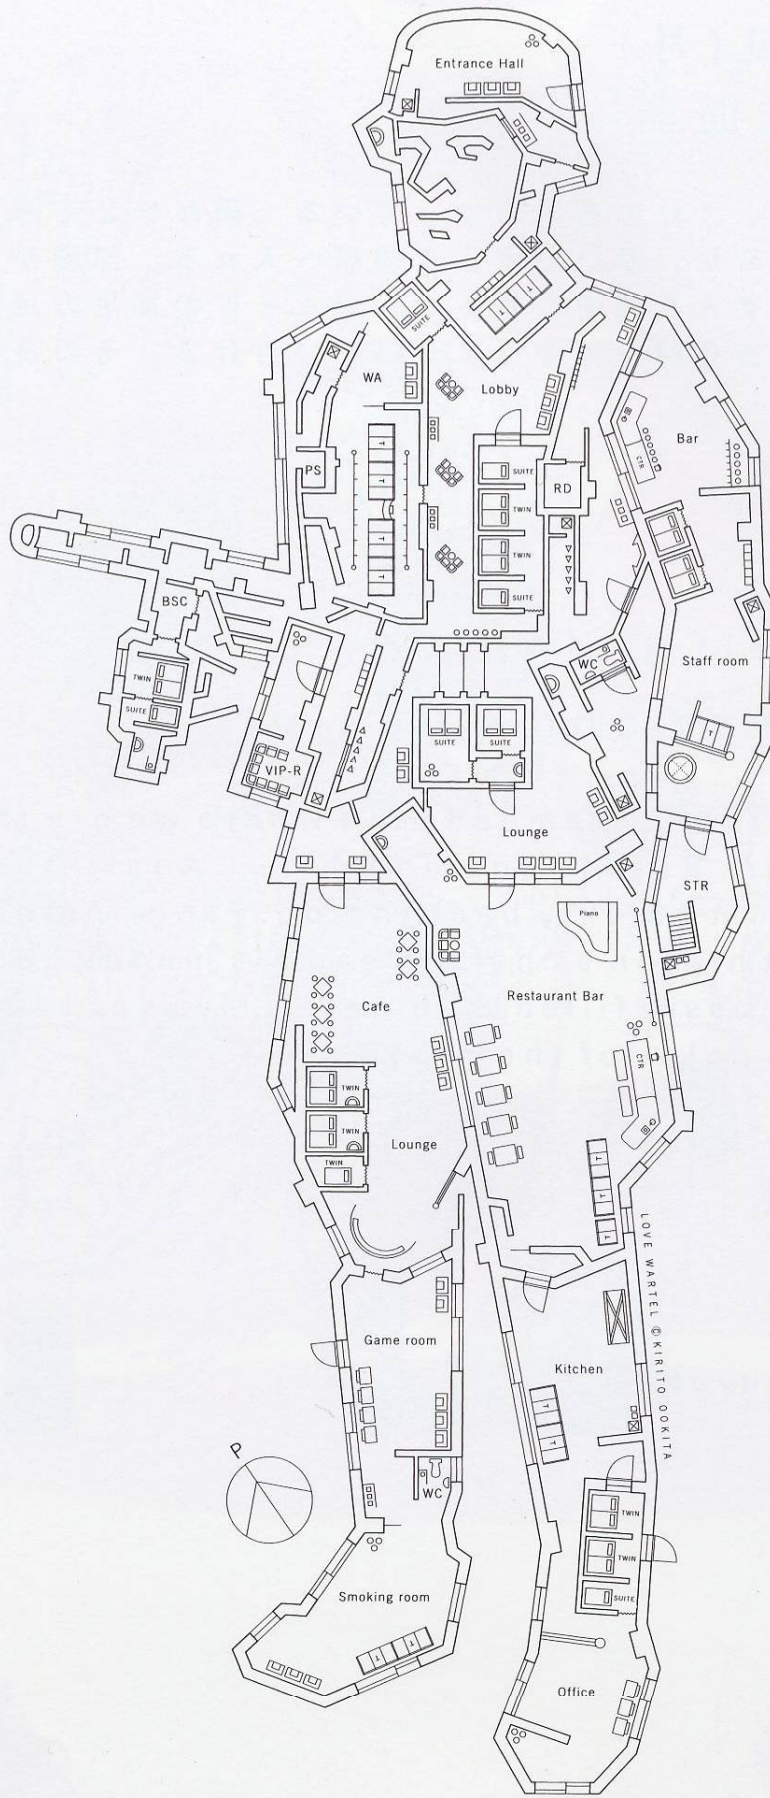 Entrance Hall
SUITE
T
T
WA
Lobby
Bar
CTR
T
T
T
T
PS
SUITE
TWIN
TWIN
SUITE
RD
BSC
TWIN
SUITE
WC
Staff room
T
VIP-R
SUITE
SUITE
Lounge
STR
Piano
Cafe
Restaurant Bar
CTR
TWIN
TWIN
TWIN
Lounge
T
T
T
LOVE WARTEL ©KIRITO OOKITA
Game room
Kitchen
T
T
P
WC
TWIN
TWIN
SUITE
Smoking room
T
T
Office